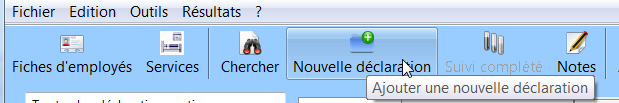 Fichier Edition Outils Résultats ?
Fiches d'employés Services Chercher Nouvelle déclaration Suivi complété Notes
Ajouter une nouvelle déclaration